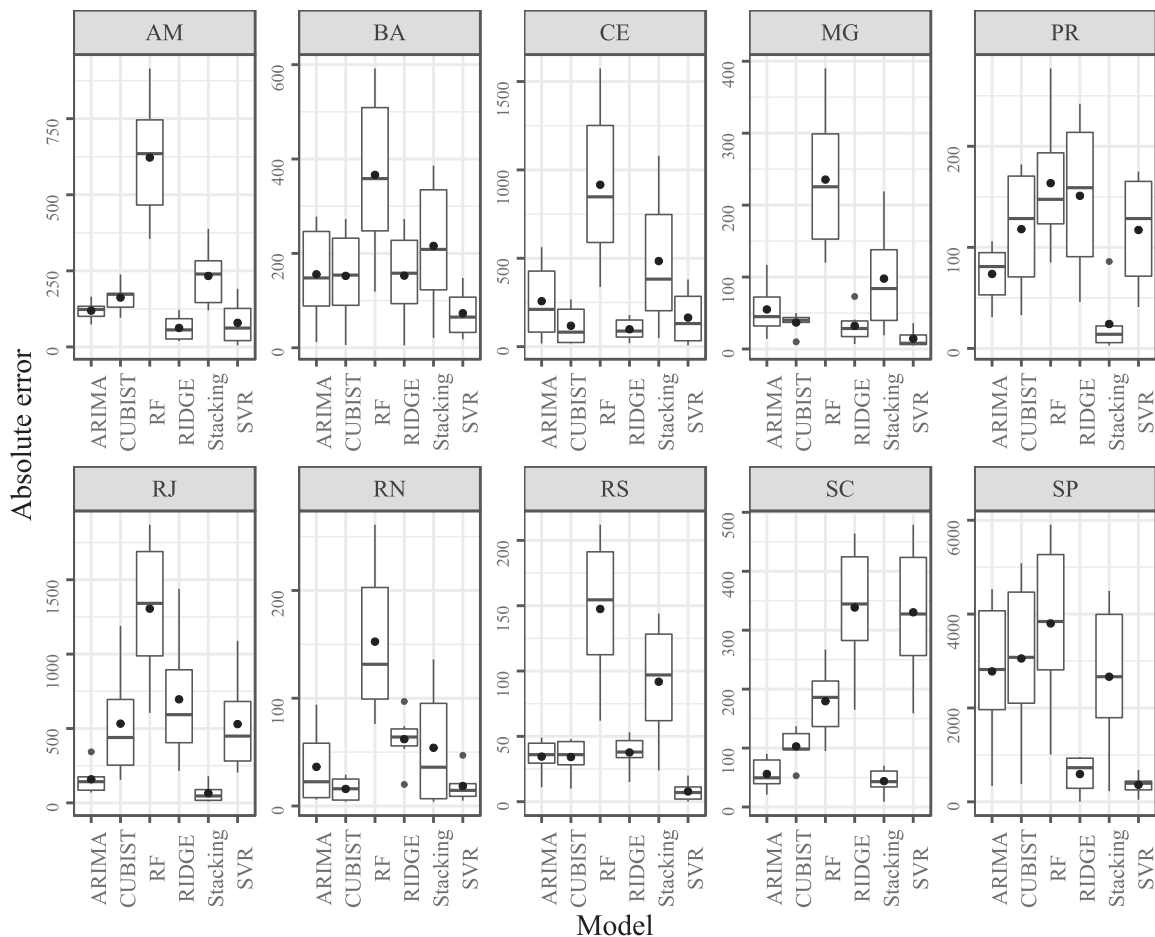 AM BA CE MG PR
750 500 250 0
600 400 200 0
1500 1000 500 0
400 300 200 100 0
200 100 0
ARIMA CUBIST RF RIDGE Stacking SVR ARIMA CUBIST RF RIDGE Stacking SVR ARIMA CUBIST RF RIDGE Stacking SVR ARIMA CUBIST RF RIDGE Stacking SVR ARIMA CUBIST RF RIDGE Stacking SVR
Absolute error
RJ RN RS SC SP
1500 1000 500 0
200 100 0
200 150 100 50 0
500 400 300 200 100 0
6000 4000 2000 0
ARIMA CUBIST RF RIDGE Stacking SVR ARIMA CUBIST RF RIDGE Stacking SVR ARIMA CUBIST RF RIDGE Stacking SVR ARIMA CUBIST RF RIDGE Stacking SVR ARIMA CUBIST RF RIDGE Stacking SVR
Model